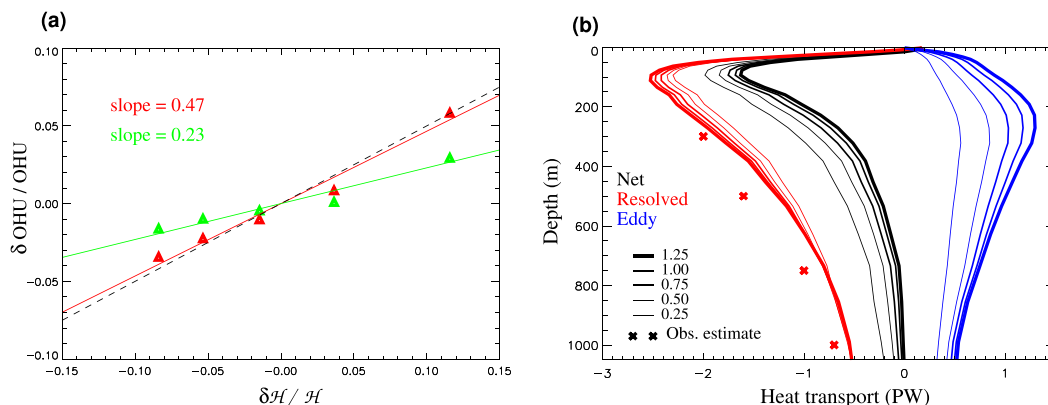 (a)
0.10
0.05
0.00
−0.05
−0.10
−0.15
−0.10
−0.05
0.00
0.05
0.10
0.15
δ OHU / OHU
δℋ / ℋ
slope = 0.47
slope = 0.23
(b)
0
200
400
600
800
1000
−3
−2
−1
0
1
Depth (m)
Heat transport (PW)
Net
Resolved
Eddy
1.25
1.00
0.75
0.50
0.25
Obs. estimate